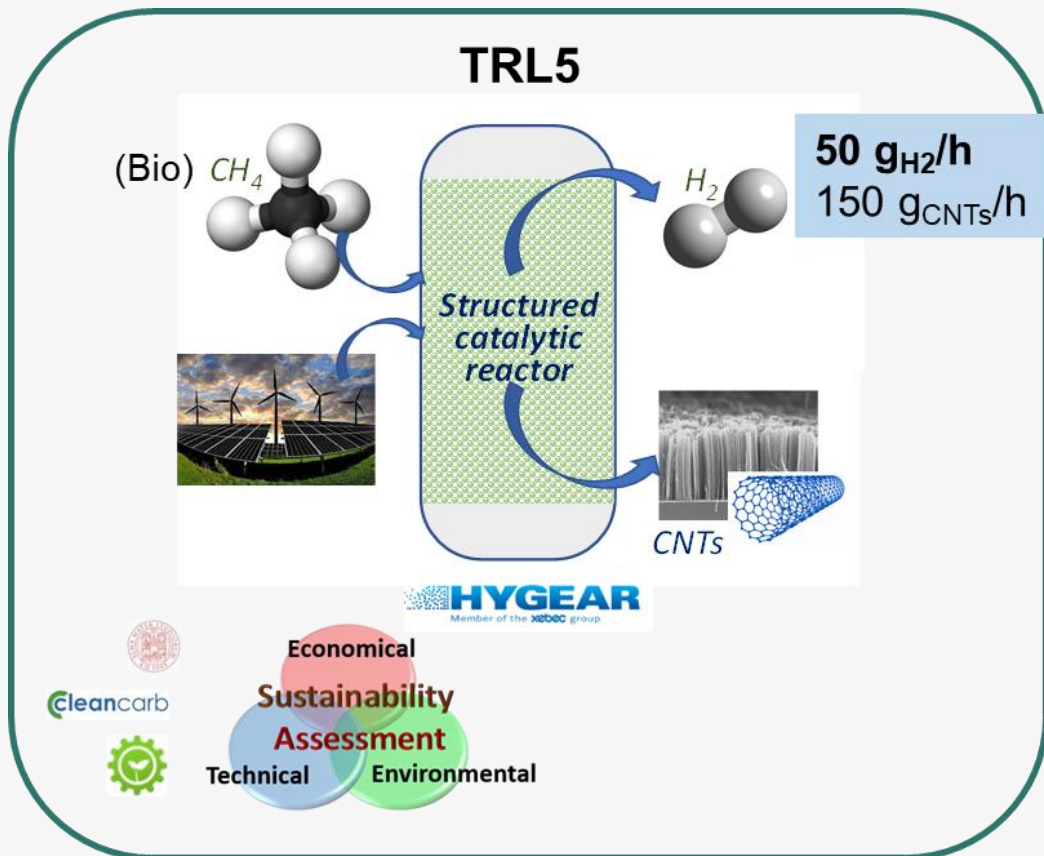 TRL5
(Bio) CH4
H2
50 gH2/h
150 gCNTs/h
Structured
catalytic
reactor
CNTs
HYGEAR
Member of the xebec group
Economical
Sustainability
Assessment
Technical
Environmental
cleancarb